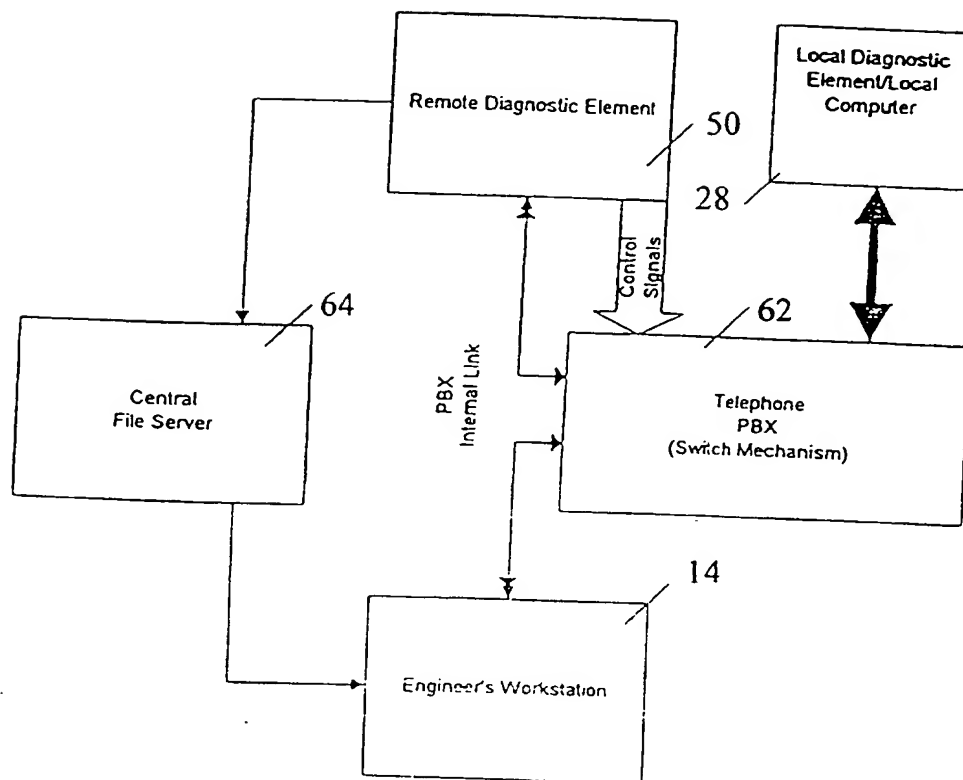 Remote Diagnostic Element
50
Local Diagnostic
Element/Local
Computer
28
Control
Signals
64
Central
File Server
PBX
Internal Link
62
Telephone
PBX
(Switch Mechanism)
14
Engineer's Workstation